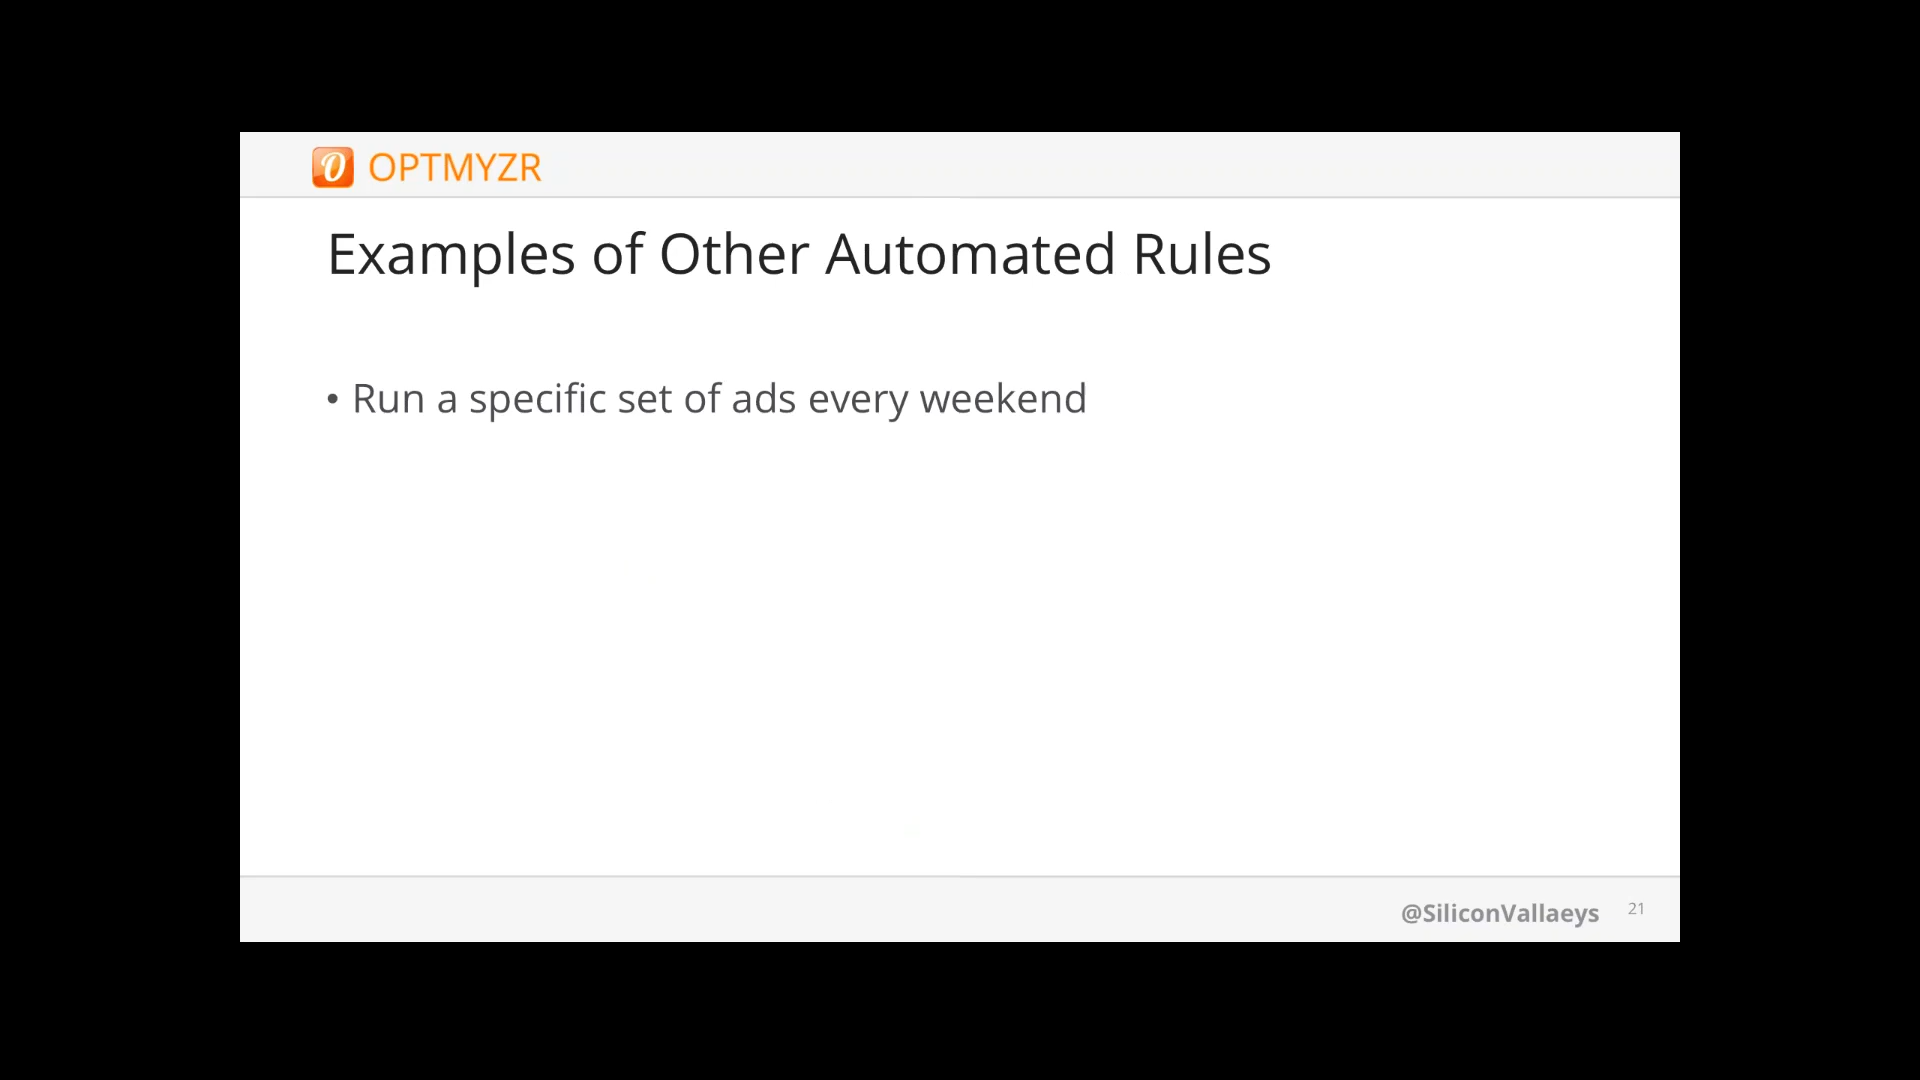 OPTMYZR
Examples of Other Automated Rules
• Run a specific set of ads every weekend
@SiliconVallaeys 21